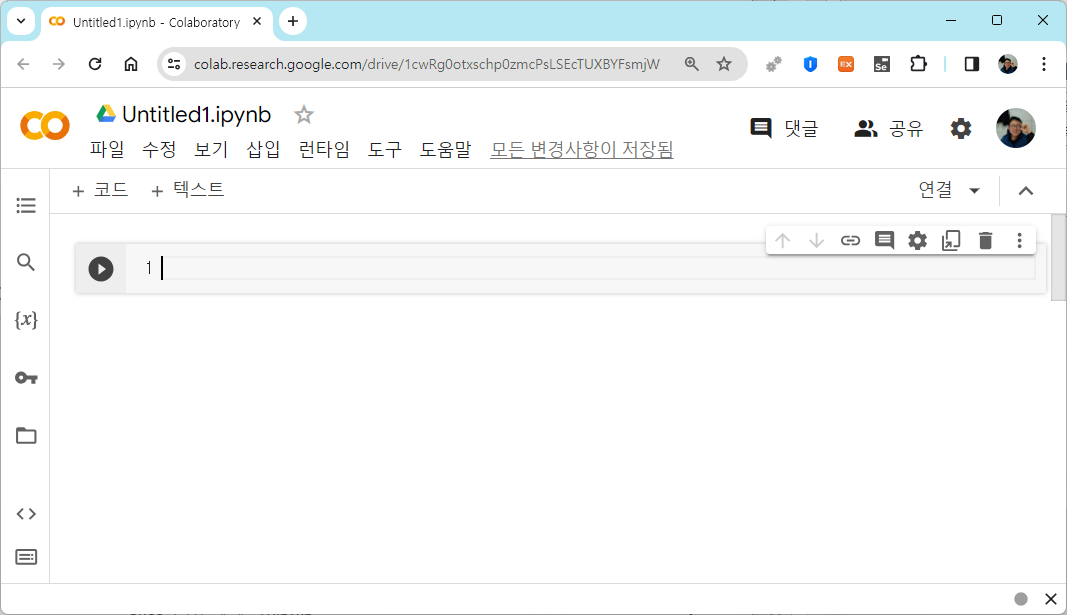 Untitled1.ipynb - Colaboratory
colab.research.google.com/drive/1cwRg0otxschp0zmcPsLSEcTUXBYFsmjW
EX
Se
Untitled1.ipynb
댓글 공유
파일 수정 보기 삽입 런타임 도구 도움말 모든 변경사항이 저장됨
+ 코드 + 텍스트 연결
1
{x}